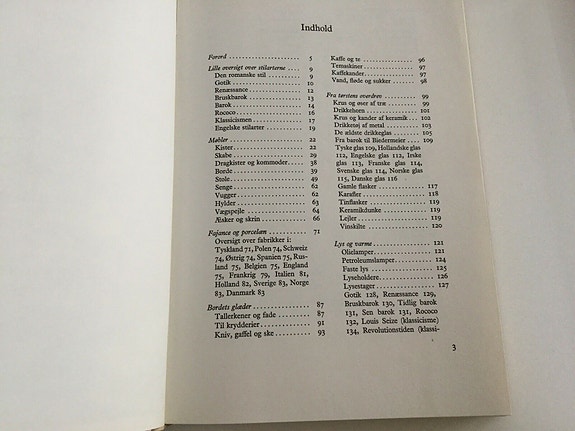 Indhold
Forord ..................... 5
Lille oversigt over stilarterne .... 9
Den romanske stil ............ 9
Gotik ...................... 10
Renæssance ................ 12
Bruskbarok ................. 13
Barok ...................... 14
Rococo .................... 16
Klassicismen ................ 17
Engelske stilarter ............ 19
Møbler ..................... 22
Kister ...................... 22
Skabe ...................... 29
Dragkister og kommoder ...... 38
Borde ...................... 39
Stole ....................... 49
Senge ...................... 62
Vugger ..................... 62
Hylder ..................... 63
Vægspejle .................. 64
Æsker og skrin .............. 66
Fajance og porcelæn .......... 71
Oversigt over fabrikker i:
Tyskland 71, Polen 74, Schweiz
74, Østrig 74, Spanien 75, Rus-
land 75, Belgien 75, England
75, Frankrig 79, Italien 81,
Holland 82, Sverige 83, Norge
83, Danmark 83
Bordets glæder .............. 87
Tallerkener og fade .......... 87
Til krydderier ............... 91
Kniv, gaffel og ske ........... 93
Kaffe og te ................. 96
Temaskiner ................. 97
Kaffekander ................. 97
Vand, fløde og sukker ........ 98
Fra tørstens overdrev .......... 99
Krus og øser af træ .......... 99
Drikkehorn ................. 101
Krus og kander af keramik ... 102
Drikketøj af metal .......... 103
De ældste drikkeglas ........ 105
Fra barok til Biedermeier .... 109
Tyske glas 109, Hollandske glas
112, Engelske glas 112, Irske
glas 113, Franske glas 114,
Svenske glas 114, Norske glas
115, Danske glas 116
Gamle flasker .............. 117
Karafler ................... 118
Tinflasker ................. 119
Keramikdunke .............. 119
Lejler ..................... 119
Vinskilte .................. 120
Lys og varme ............... 121
Olielamper ................. 121
Petroleumslamper ........... 124
Faste lys .................. 125
Lyseholdere ................ 126
Lysestager ................. 127
Gotik 128, Renæssance 129,
Bruskbarok 130, Tidlig barok
131, Sen barok 131, Rococo
132, Louis Seize (klassicisme)
134, Revolutionstiden (klassi-
3